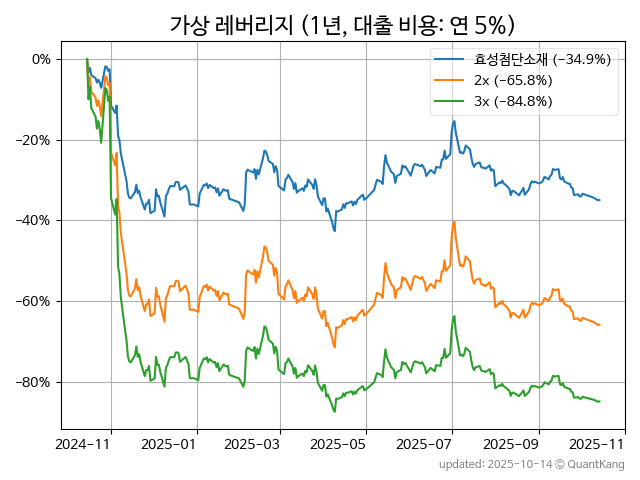 가상 레버리지 (1년, 대출 비용: 연 5%)
효성첨단소재 (−34.9%)
2x (−65.8%)
3x (−84.8%)
0%
−20%
−40%
−60%
−80%
2024-11 2025-01 2025-03 2025-05 2025-07 2025-09 2025-11
updated: 2025-10-14 © QuantKang